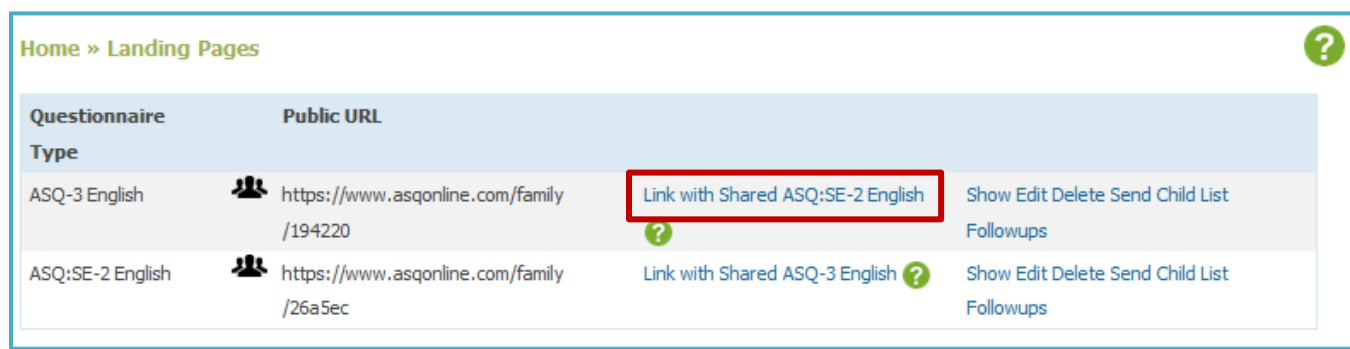 Home » Landing Pages
?
Questionnaire Type Public URL
ASQ-3 English https://www.asqonline.com/family Link with Shared ASQ:SE-2 English Show Edit Delete Send Child List
/194220 ? Followups
ASQ:SE-2 English https://www.asqonline.com/family Link with Shared ASQ-3 English ? Show Edit Delete Send Child List
/26a5ec Followups